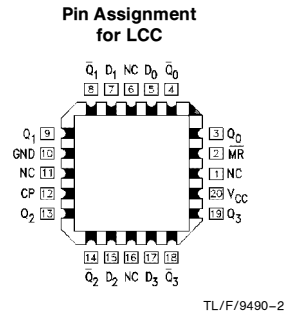 Pin Assignment
for LCC
Q̅₁ D₁ NC D₀ Q̅₀
8 7 6 5 4
Q₁ 9
GND 10
NC 11
CP 12
Q₂ 13
3 Q₀
2 M̅R̅
1 NC
20 V_CC
19 Q₃
14 15 16 17 18
Q̅₂ D₂ NC D₃ Q̅₃
TL/F/9490–2